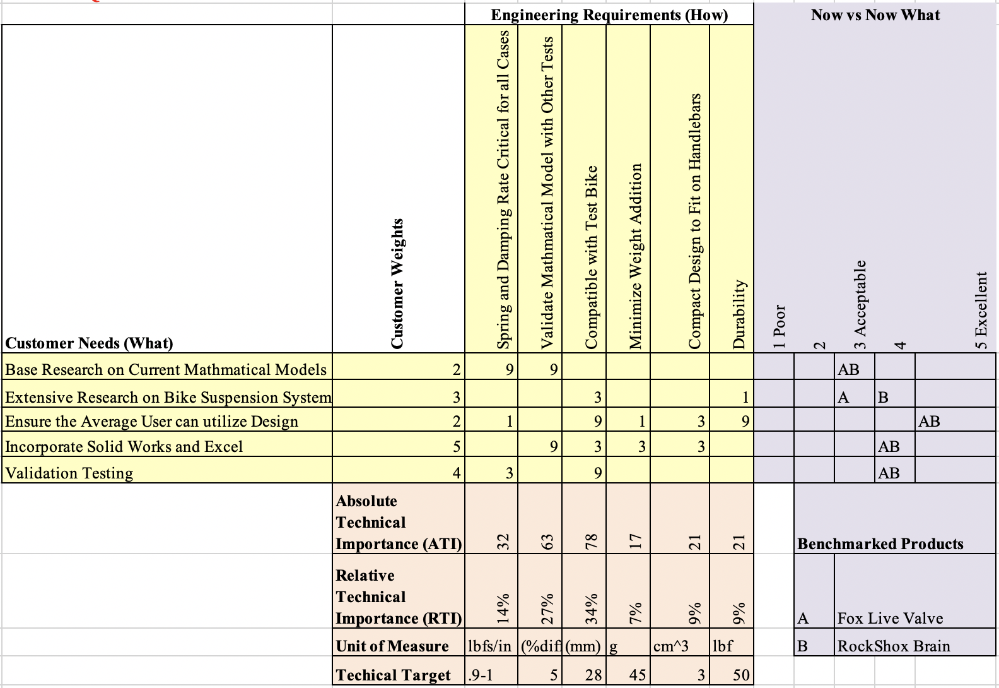 Engineering Requirements (How) Now vs Now What
Customer Needs (What) Customer Weights Spring and Damping Rate Critical for all Cases Validate Mathmatical Model with Other Tests Compatible with Test Bike Minimize Weight Addition Compact Design to Fit on Handlebars Durability 1 Poor 2 3 Acceptable 4 5 Excellent
Base Research on Current Mathmatical Models 2 9 9 AB
Extensive Research on Bike Suspension System 3 3 1 A B
Ensure the Average User can utilize Design 2 1 9 1 3 9 AB
Incorporate Solid Works and Excel 5 9 3 3 3 AB
Validation Testing 4 3 9 AB
Absolute
Technical
Importance (ATI) 32 63 78 17 21 21 Benchmarked Products
Relative
Technical
Importance (RTI) 14% 27% 34% 7% 9% 9% A Fox Live Valve
Unit of Measure lbfs/in (%dif (mm) g cm^3 lbf B RockShox Brain
Techical Target .9-1 5 28 45 3 50